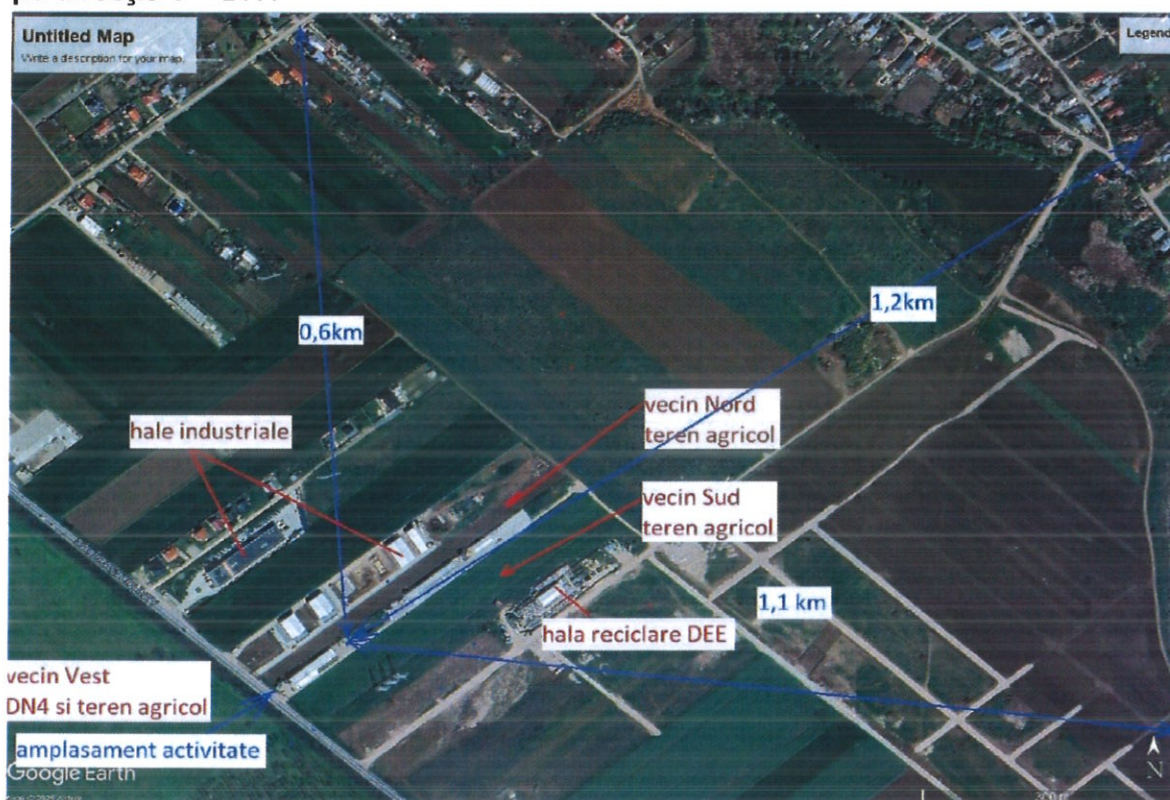 Untitled Map
Write a description for your map.
Legend
0,6km
1,2km
hale industriale
vecin Nord
teren agricol
vecin Sud
teren agricol
1,1 km
hala reciclare DEE
vecin Vest
DN4 si teren agricol
amplasament activitate
Google Earth
N
300 m